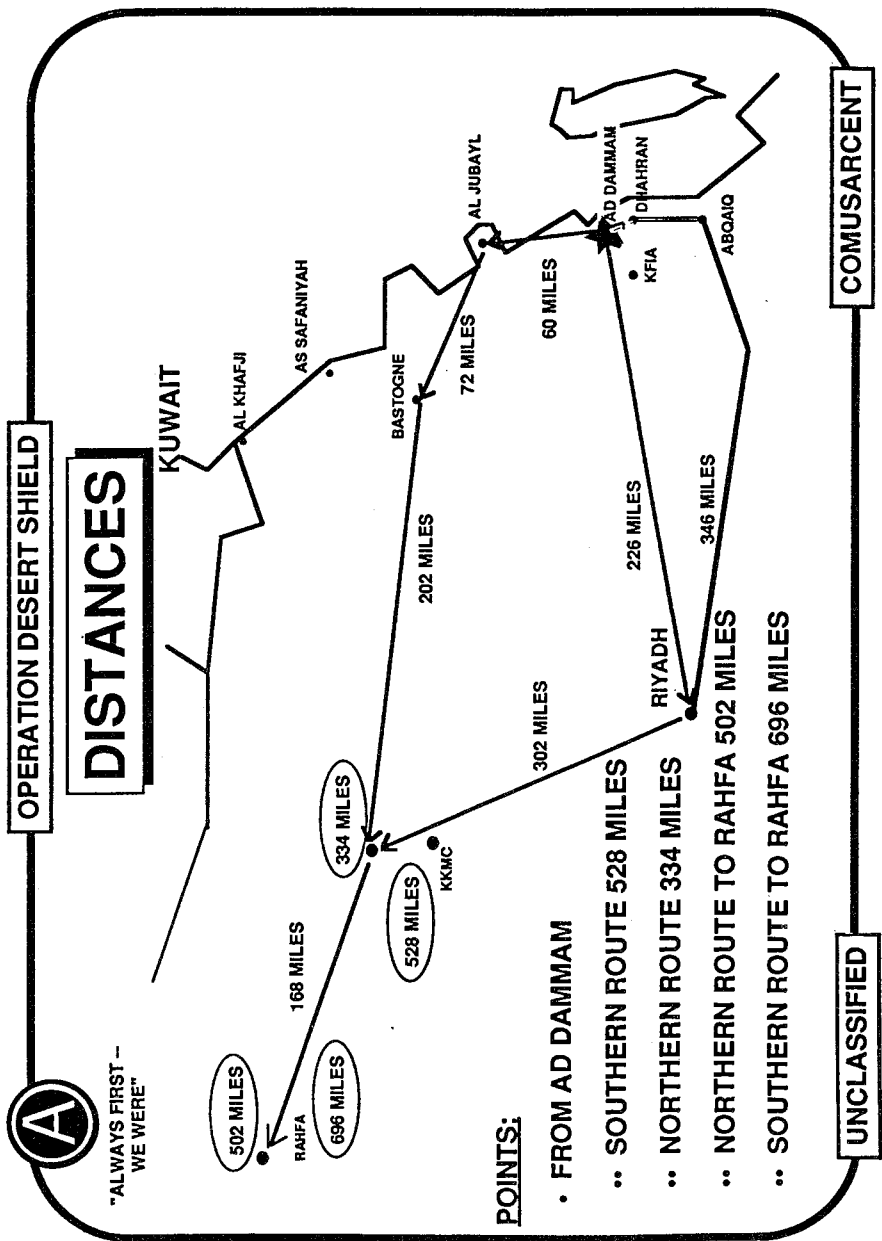 OPERATION DESERT SHIELD
A
"ALWAYS FIRST –
WE WERE"
DISTANCES
KUWAIT
AL KHAFJI
AS SAFANIYAH
AL JUBAYL
BASTOGNE
72 MILES
202 MILES
60 MILES
AD DAMMAM
DHAHRAN
KFIA
ABQAIQ
334 MILES
168 MILES
502 MILES
RAHFA
696 MILES
528 MILES
KKMC
302 MILES
226 MILES
346 MILES
RIYADH
POINTS:
• FROM AD DAMMAM
•• SOUTHERN ROUTE 528 MILES
•• NORTHERN ROUTE 334 MILES
•• NORTHERN ROUTE TO RAHFA 502 MILES
•• SOUTHERN ROUTE TO RAHFA 696 MILES
UNCLASSIFIED
COMUSARCENT